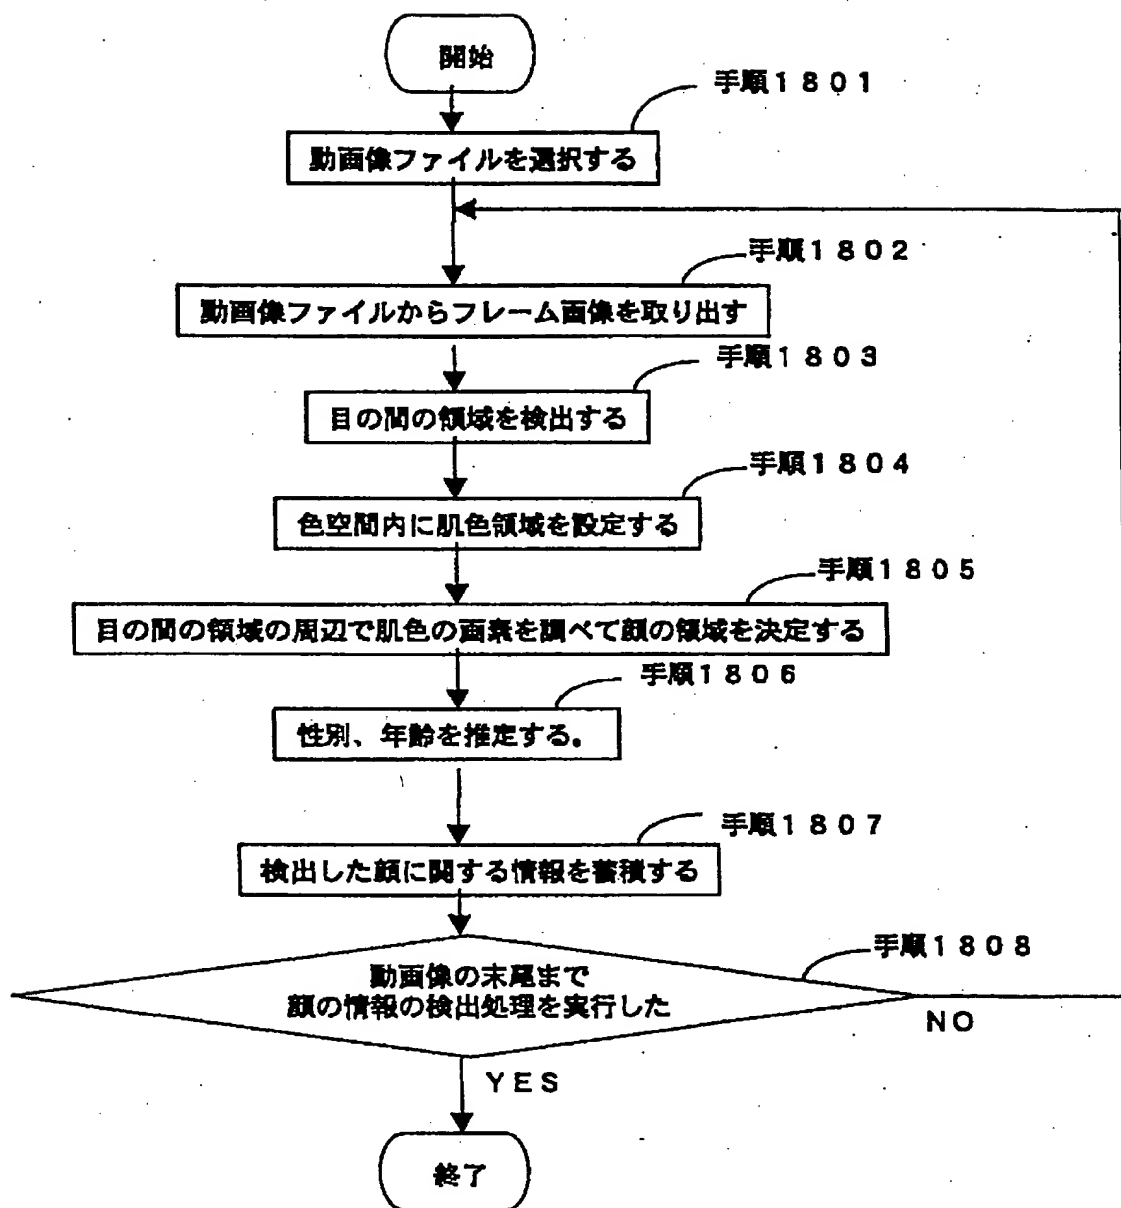 開始
手順1801
動画像ファイルを選択する
手順1802
動画像ファイルからフレーム画像を取り出す
手順1803
目の間の領域を検出する
手順1804
色空間内に肌色領域を設定する
手順1805
目の間の領域の周辺で肌色の画素を調べて顔の領域を決定する
手順1806
性別、年齢を推定する。
手順1807
検出した顔に関する情報を蓄積する
手順1808
動画像の末尾まで
顔の情報の検出処理を実行した
NO
YES
終了